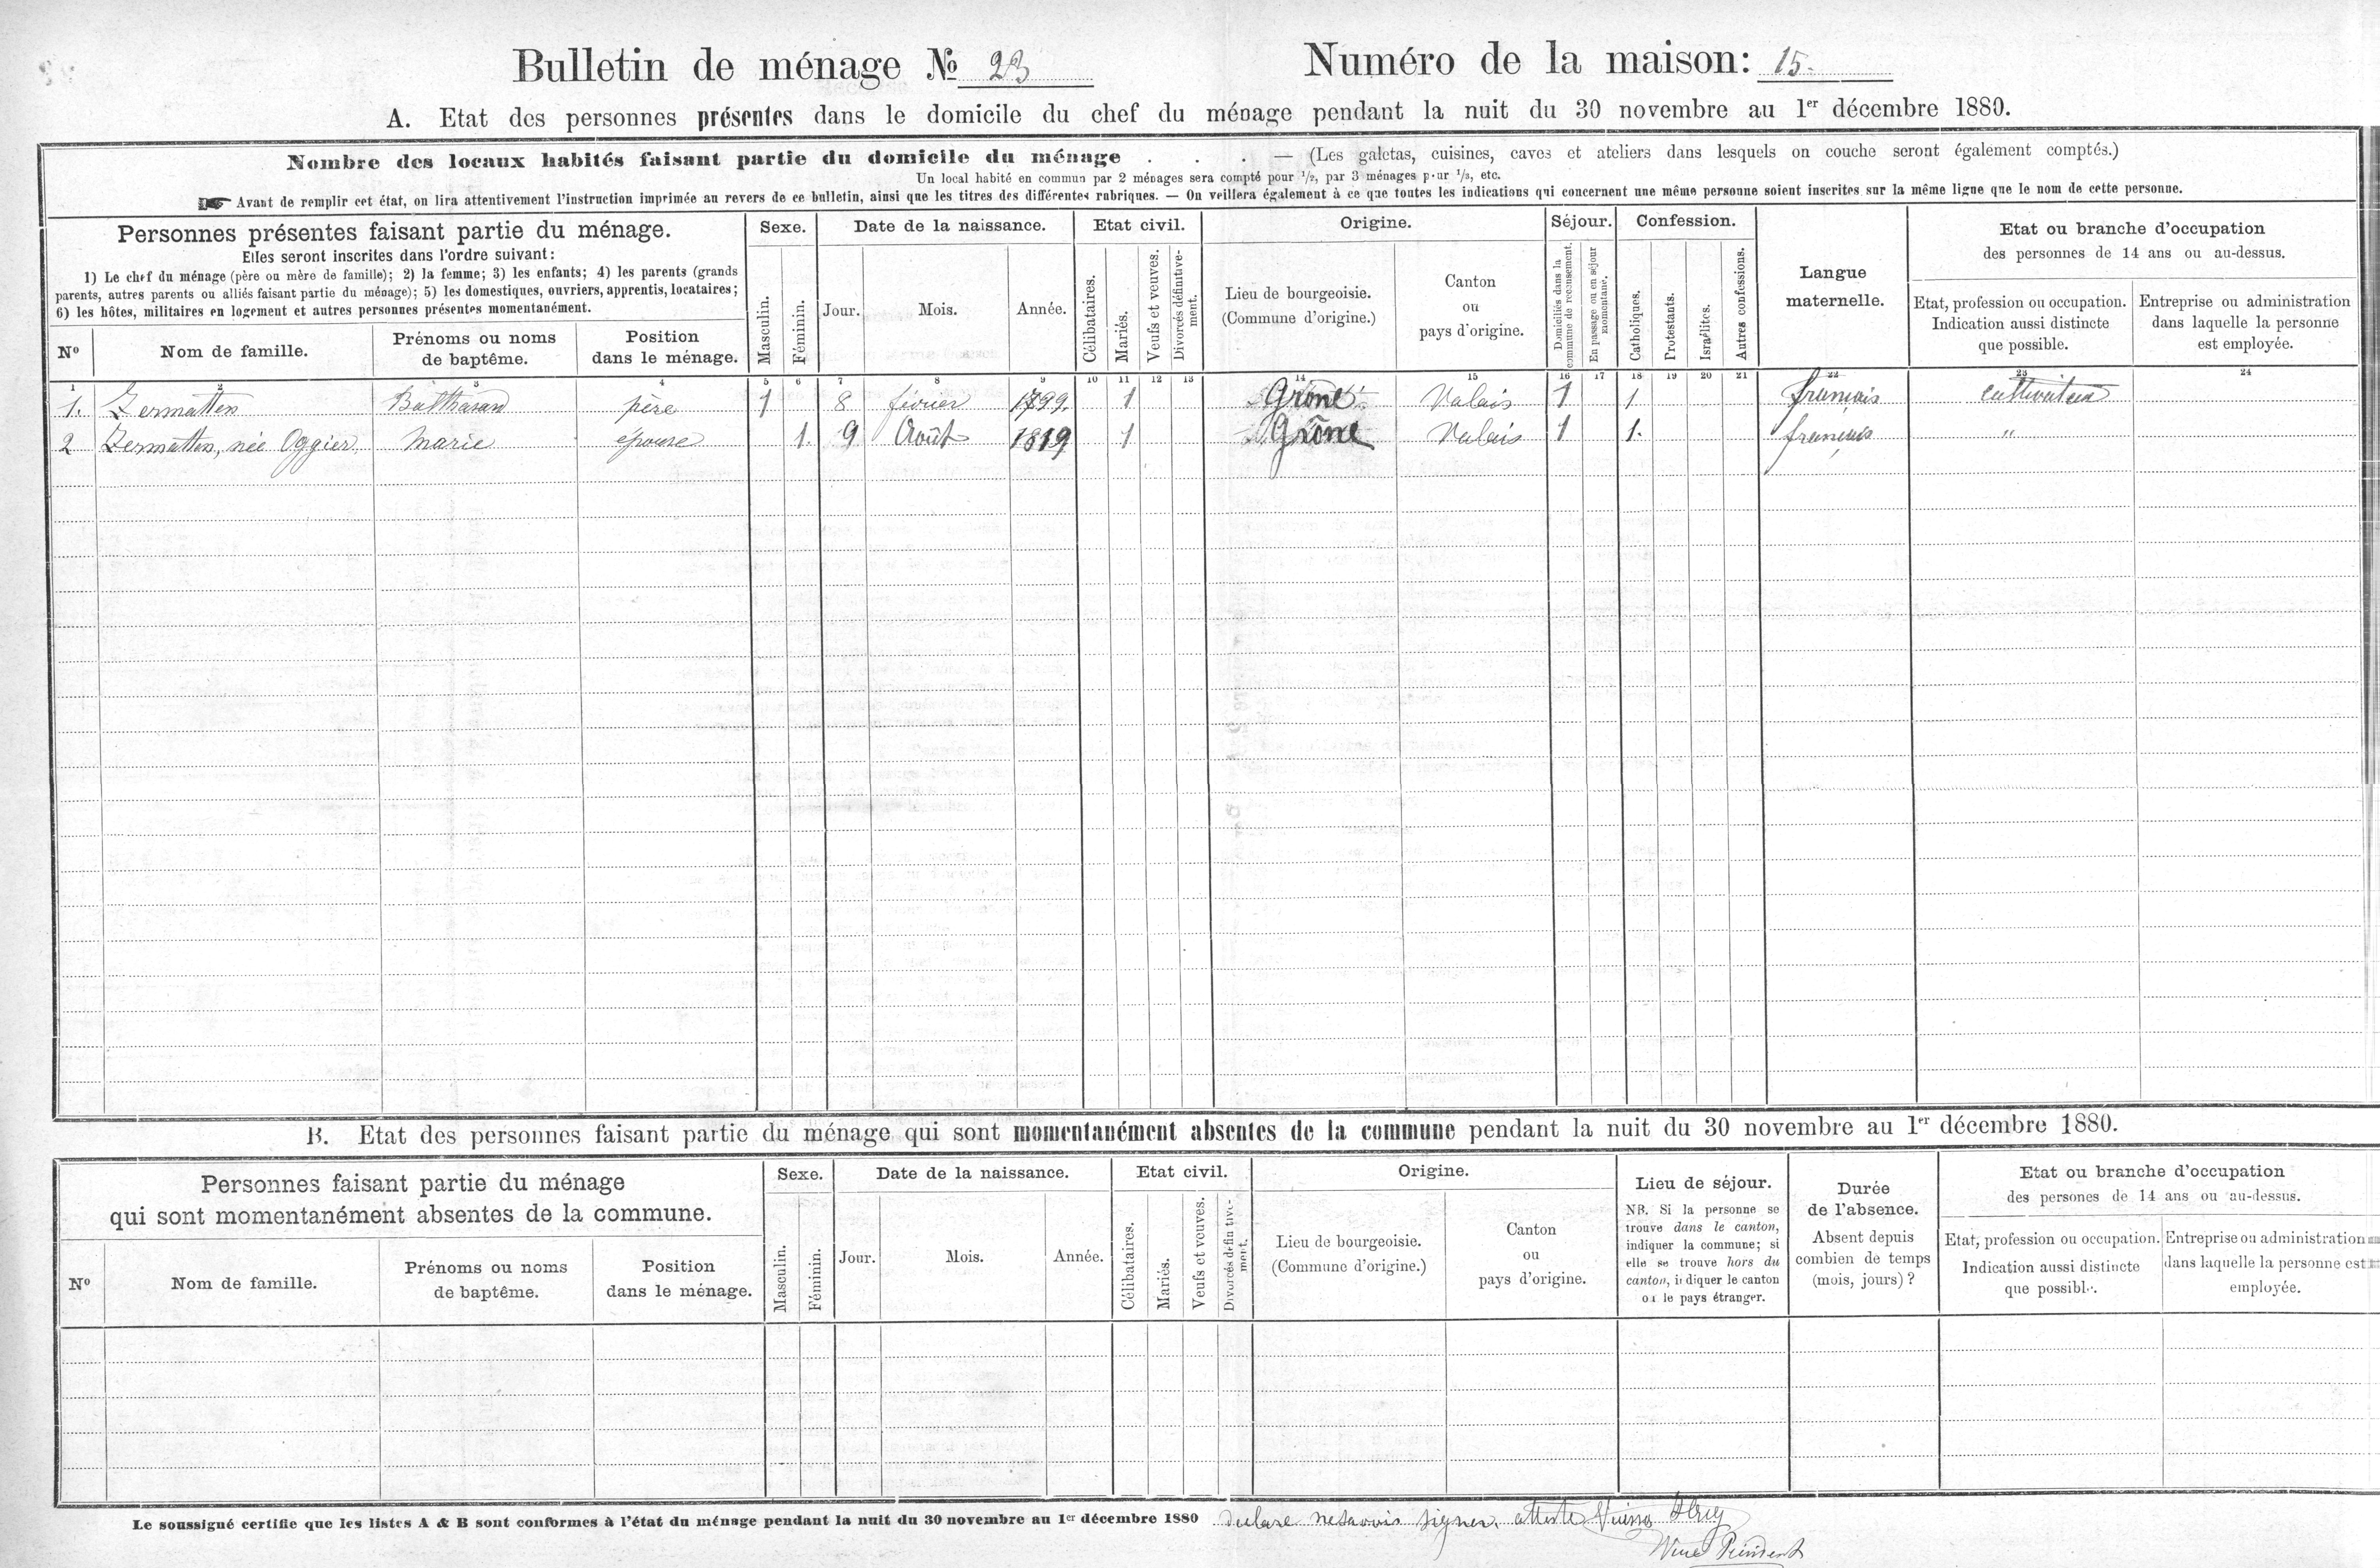 Bulletin de ménage № 23 Numéro de la maison: 15.
A. Etat des personnes présentes dans le domicile du chef du ménage pendant la nuit du 30 novembre au 1er décembre 1880.
Nombre des locaux habités faisant partie du domicile du ménage . . . — (Les galetas, cuisines, caves et ateliers dans lesquels on couche seront également comptés.)
Un local habité en commun par 2 ménages sera compté pour 1/2, par 3 ménages pour 1/3, etc.
☛ Avant de remplir cet état, on lira attentivement l'instruction imprimée au revers de ce bulletin, ainsi que les titres des différentes rubriques. — On veillera également à ce que toutes les indications qui concernent une même personne soient inscrites sur la même ligne que le nom de cette personne.
Personnes présentes faisant partie du ménage.
Elles seront inscrites dans l'ordre suivant:
1) Le chef du ménage (père ou mère de famille); 2) la femme; 3) les enfants; 4) les parents (grands
parents, autres parents ou alliés faisant partie du ménage); 5) les domestiques, ouvriers, apprentis, locataires;
6) les hôtes, militaires en logement et autres personnes présentes momentanément.
Nº
Nom de famille.
Prénoms ou noms
de baptême.
Position
dans le ménage.
Sexe.
Masculin.
Féminin.
Date de la naissance.
Jour.
Mois.
Année.
Etat civil.
Célibataires.
Mariés.
Veufs et veuves.
Divorcés définitive-
ment.
Origine.
Lieu de bourgeoisie.
(Commune d'origine.)
Canton
ou
pays d'origine.
Séjour.
Domiciliés dans la
commune de recensement.
En passage ou en séjour
momentané.
Confession.
Catholiques.
Protestants.
Israélites.
Autres confessions.
Langue
maternelle.
Etat ou branche d'occupation
des personnes de 14 ans ou au-dessus.
Etat, profession ou occupation.
Indication aussi distincte
que possible.
Entreprise ou administration
dans laquelle la personne
est employée.
1 2 3 4 5 6 7 8 9 10 11 12 13 14 15 16 17 18 19 20 21 22 23 24
1. Zermatten Balthasard père 1 8 février 1799. 1 Grône Valais 1 1 français cultivateur
2 Zermatten, née Oggier Marie épouse 1. 9 Août 1819 1 Grône Valais 1 1. français "
B. Etat des personnes faisant partie du ménage qui sont momentanément absentes de la commune pendant la nuit du 30 novembre au 1er décembre 1880.
Personnes faisant partie du ménage
qui sont momentanément absentes de la commune.
Nº
Nom de famille.
Prénoms ou noms
de baptême.
Position
dans le ménage.
Sexe.
Masculin.
Féminin.
Date de la naissance.
Jour.
Mois.
Année.
Etat civil.
Célibataires.
Mariés.
Veufs et veuves.
Divorcés définitive-
ment.
Origine.
Lieu de bourgeoisie.
(Commune d'origine.)
Canton
ou
pays d'origine.
Lieu de séjour.
NB. Si la personne se
trouve dans le canton,
indiquer la commune; si
elle se trouve hors du
canton, indiquer le canton
ou le pays étranger.
Durée
de l'absence.
Absent depuis
combien de temps
(mois, jours) ?
Etat ou branche d'occupation
des persones de 14 ans ou au-dessus.
Etat, profession ou occupation.
Indication aussi distincte
que possible.
Entreprise ou administration
dans laquelle la personne est
employée.
Le soussigné certifie que les listes A & B sont conformes à l'état du ménage pendant la nuit du 30 novembre au 1er décembre 1880 declare signer. atteste